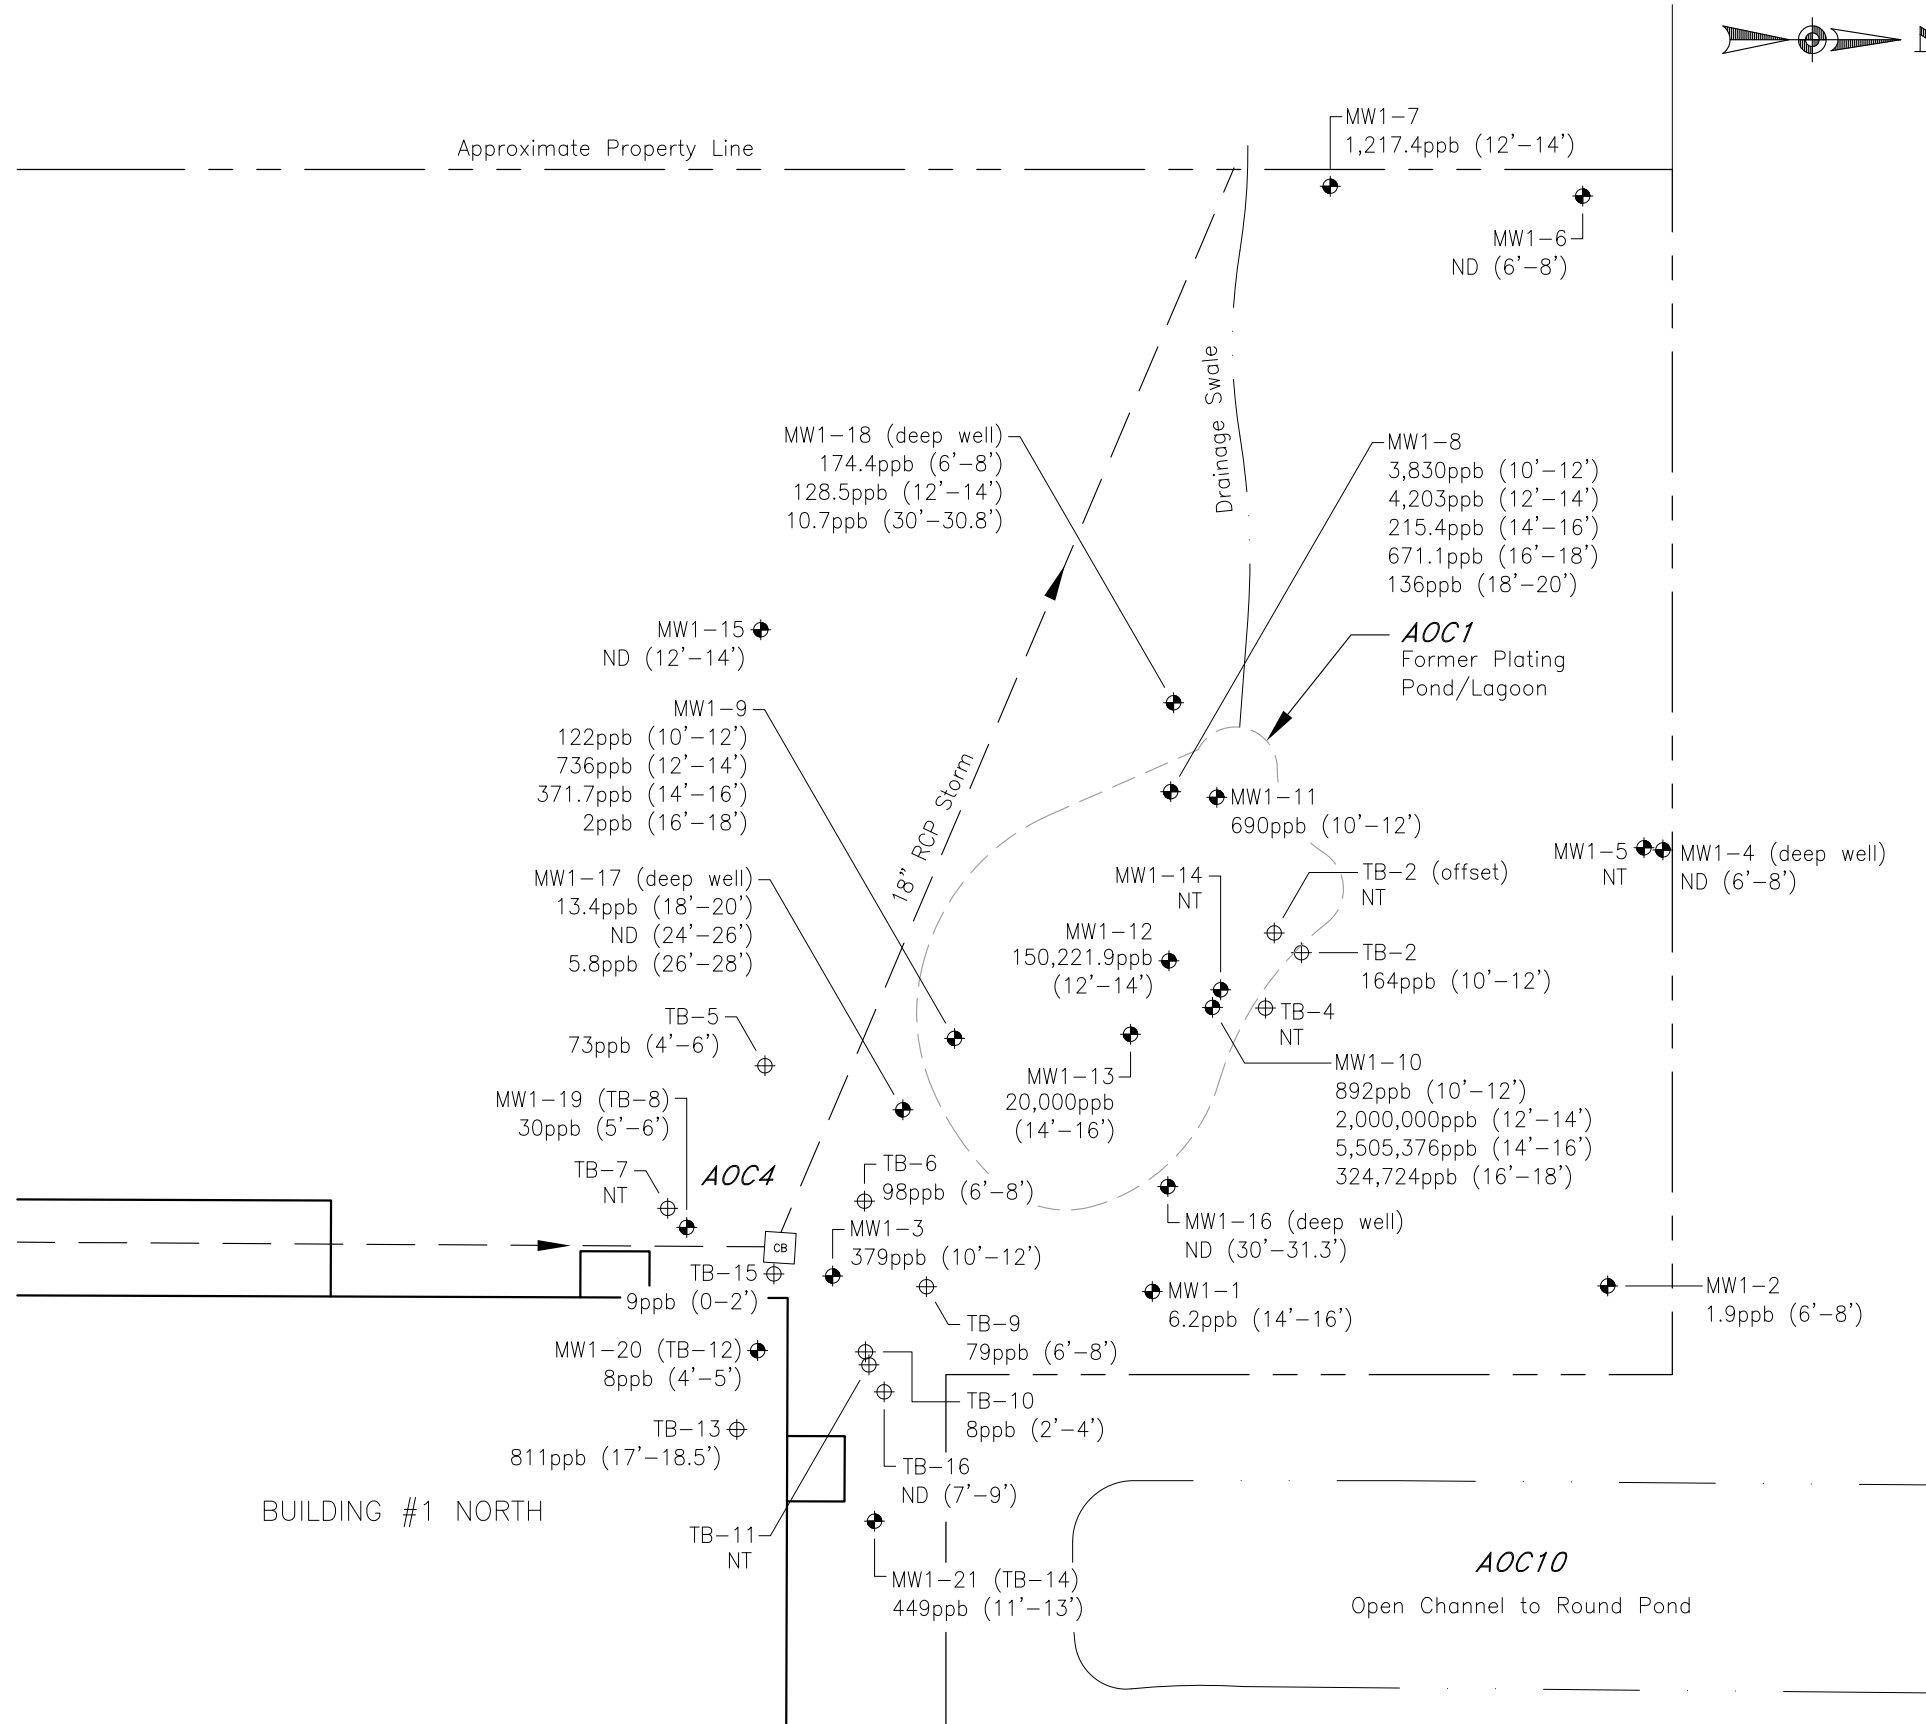 Approximate Property Line
MW1-7
1,217.4ppb (12'-14')
MW1-6
ND (6'-8')
Drainage Swale
MW1-18 (deep well)
174.4ppb (6'-8')
128.5ppb (12'-14')
10.7ppb (30'-30.8')
MW1-8
3,830ppb (10'-12')
4,203ppb (12'-14')
215.4ppb (14'-16')
671.1ppb (16'-18')
136ppb (18'-20')
AOC1
Former Plating
Pond/Lagoon
MW1-15
ND (12'-14')
MW1-9
122ppb (10'-12')
736ppb (12'-14')
371.7ppb (14'-16')
2ppb (16'-18')
18" RCP Storm
MW1-11
690ppb (10'-12')
MW1-5
NT
MW1-4 (deep well)
ND (6'-8')
MW1-14
NT
TB-2 (offset)
NT
MW1-17 (deep well)
13.4ppb (18'-20')
ND (24'-26')
5.8ppb (26'-28')
MW1-12
150,221.9ppb
(12'-14')
TB-2
164ppb (10'-12')
TB-4
NT
TB-5
73ppb (4'-6')
MW1-13
20,000ppb
(14'-16')
MW1-10
892ppb (10'-12')
2,000,000ppb (12'-14')
5,505,376ppb (14'-16')
324,724ppb (16'-18')
MW1-19 (TB-8)
30ppb (5'-6')
TB-7
NT
AOC4
TB-6
98ppb (6'-8')
MW1-3
379ppb (10'-12')
MW1-16 (deep well)
ND (30'-31.3')
CB
TB-15
9ppb (0-2')
MW1-1
6.2ppb (14'-16')
MW1-2
1.9ppb (6'-8')
TB-9
79ppb (6'-8')
MW1-20 (TB-12)
8ppb (4'-5')
TB-10
8ppb (2'-4')
TB-13
811ppb (17'-18.5')
TB-16
ND (7'-9')
BUILDING #1 NORTH
TB-11
NT
MW1-21 (TB-14)
449ppb (11'-13')
AOC10
Open Channel to Round Pond